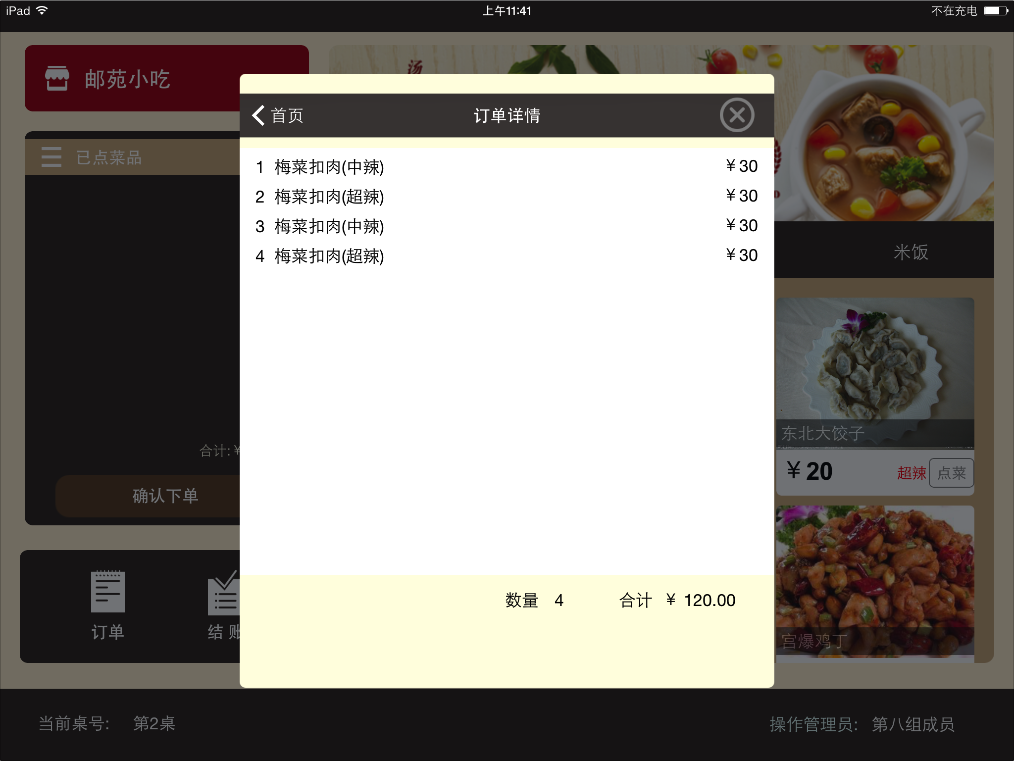 iPad 上午11:41 不在充电
邮苑小吃
汤
已点菜品
合计:¥
确认下单
订单
结 账
首页 订单详情
1 梅菜扣肉(中辣) ¥30
2 梅菜扣肉(超辣) ¥30
3 梅菜扣肉(中辣) ¥30
4 梅菜扣肉(超辣) ¥30
数量 4 合计 ¥ 120.00
米饭
东北大饺子
¥20 超辣 点菜
宫爆鸡丁
当前桌号: 第2桌 操作管理员: 第八组成员